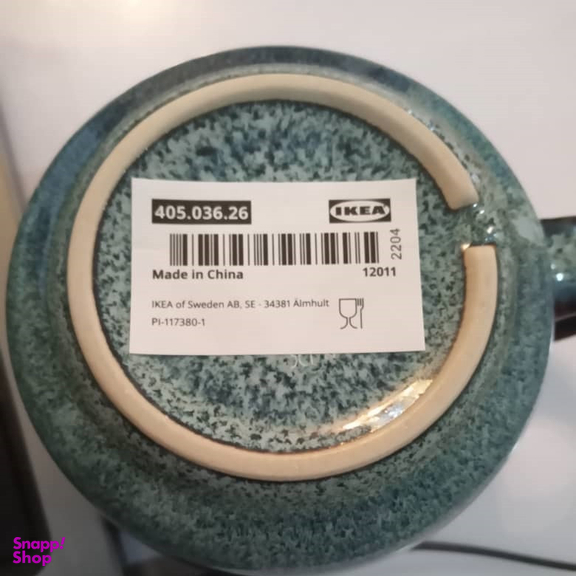 405.036.26 IKEA
2204
Made in China 12011
IKEA of Sweden AB, SE - 34381 Älmhult
PI-117380-1
Snapp!
Shop